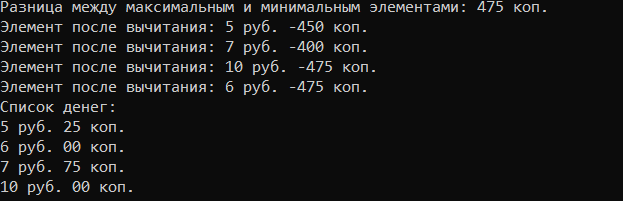 Разница между максимальным и минимальным элементами: 475 коп.
Элемент после вычитания: 5 руб. -450 коп.
Элемент после вычитания: 7 руб. -400 коп.
Элемент после вычитания: 10 руб. -475 коп.
Элемент после вычитания: 6 руб. -475 коп.
Список денег:
5 руб. 25 коп.
6 руб. 00 коп.
7 руб. 75 коп.
10 руб. 00 коп.